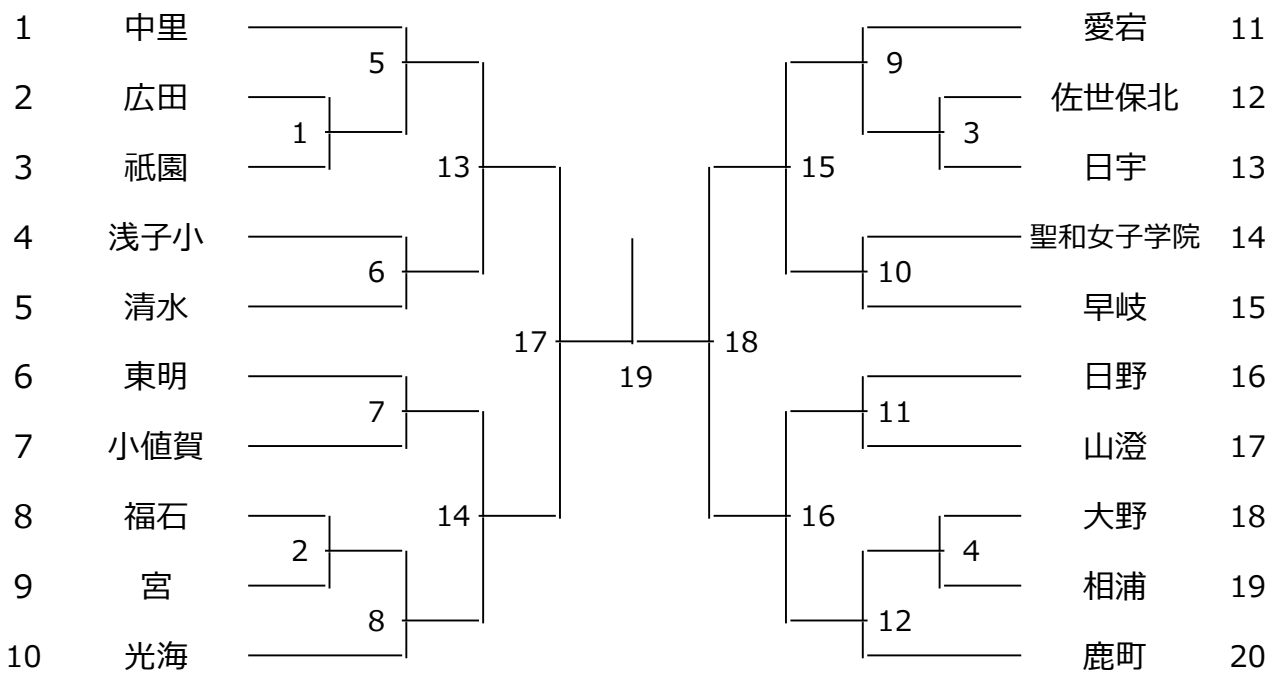 1 中里 愛宕 11
5 9
2 広田 佐世保北 12
1 3
3 祇園 13 15 日宇 13
4 浅子小 聖和女子学院 14
6 10
5 清水 早岐 15
17 18
6 東明 19 日野 16
7 11
7 小値賀 山澄 17
8 福石 14 16 大野 18
2 4
9 宮 相浦 19
8 12
10 光海 鹿町 20